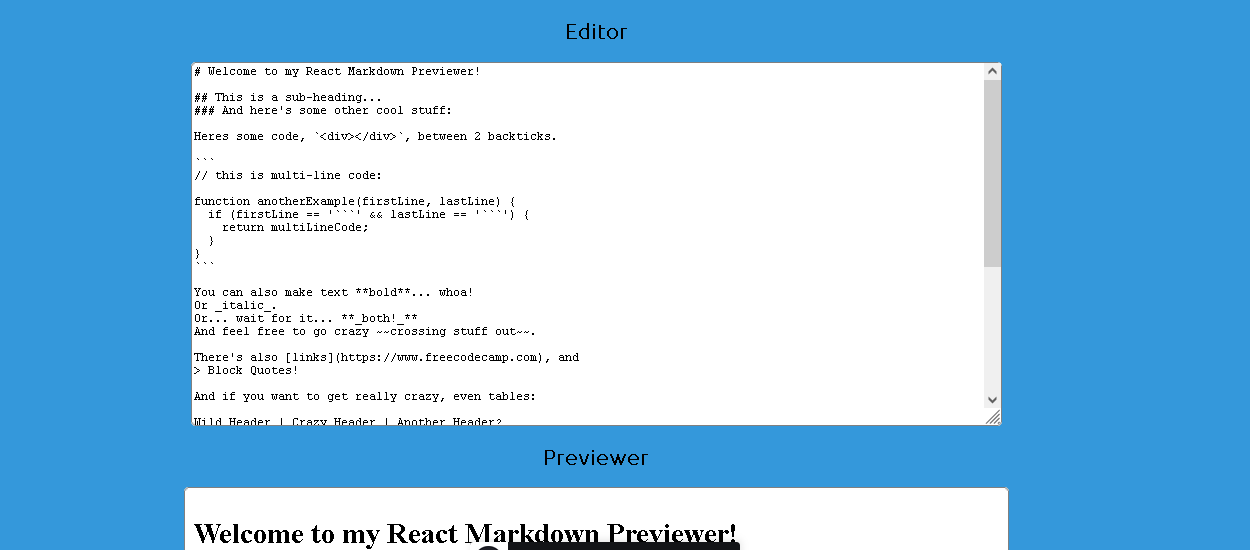 Editor
# Welcome to my React Markdown Previewer!
## This is a sub-heading...
### And here's some other cool stuff:
Heres some code, `<div></div>`, between 2 backticks.
```
// this is multi-line code:
function anotherExample(firstLine, lastLine) {
  if (firstLine == '```' && lastLine == '```') {
    return multiLineCode;
  }
}
```
You can also make text **bold**... whoa!
Or _italic_.
Or... wait for it... **_both!_**
And feel free to go crazy ~~crossing stuff out~~.
There's also [links](https://www.freecodecamp.com), and
> Block Quotes!
And if you want to get really crazy, even tables:
Wild Header | Crazy Header | Another Header?
Previewer
Welcome to my React Markdown Previewer!